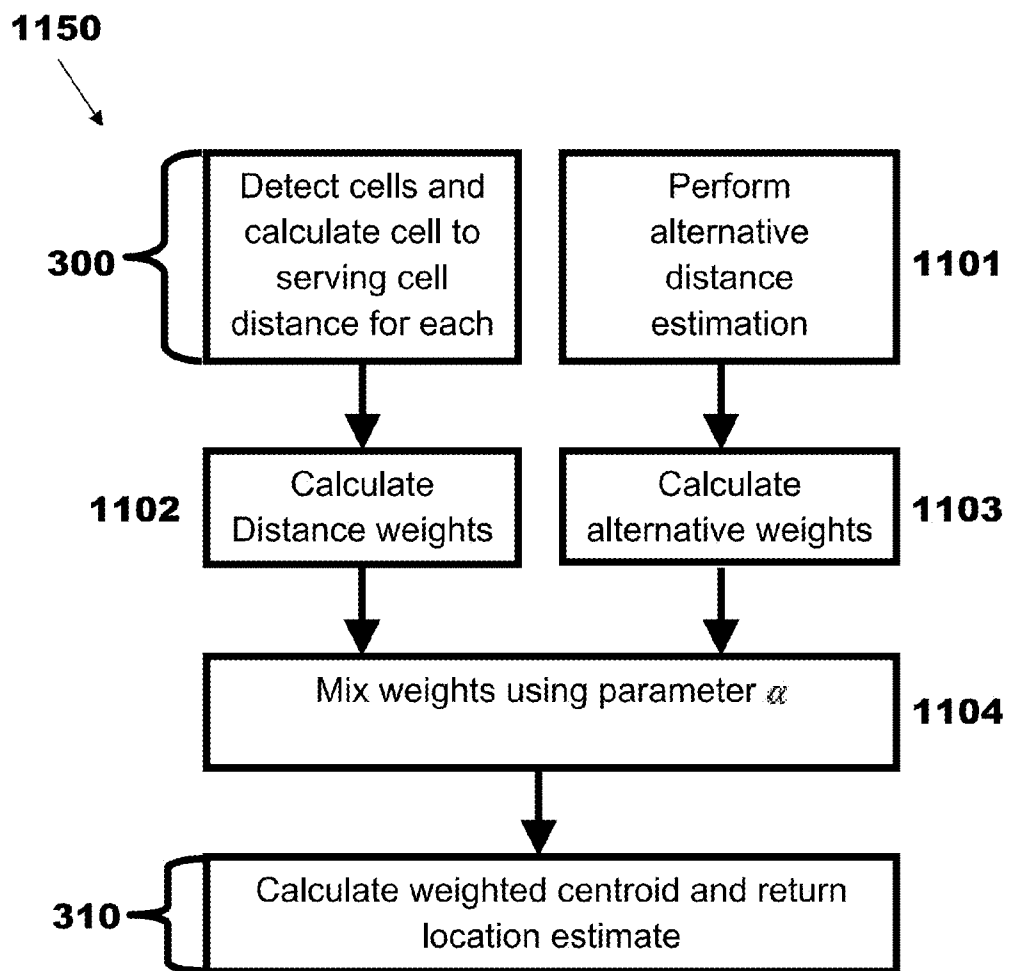 1150
Detect cells and
calculate cell to
serving cell
distance for each
300
Perform
alternative
distance
estimation
1101
1102
Calculate
Distance weights
Calculate
alternative weights
1103
Mix weights using parameter α
1104
310
Calculate weighted centroid and return
location estimate